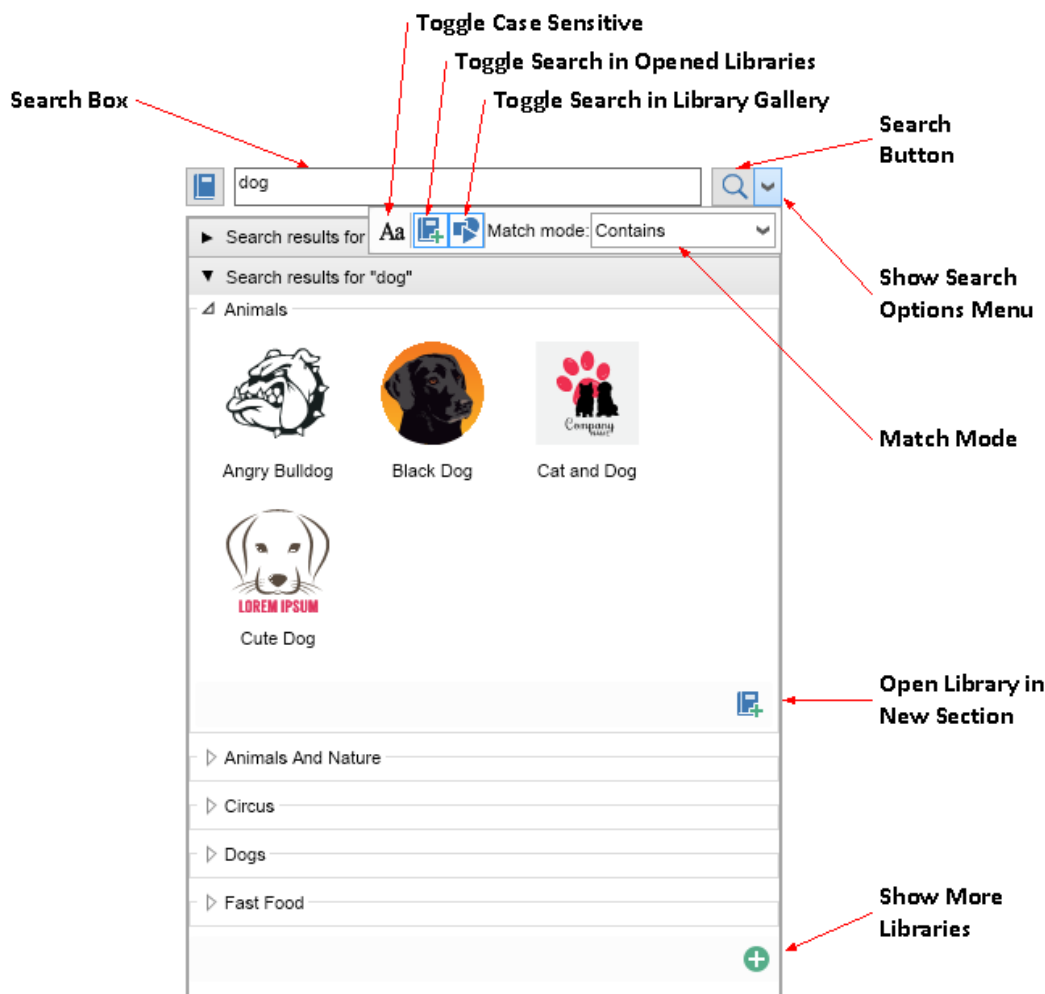 Toggle Case Sensitive
Toggle Search in Opened Libraries
Search Box
Toggle Search in Library Gallery
Search
Button
dog
Search results for
Aa
Match mode: Contains
Search results for "dog"
Show Search
Options Menu
Animals
Company
NAME
Angry Bulldog
Black Dog
Cat and Dog
Match Mode
LOREM IPSUM
Cute Dog
Open Library in
New Section
Animals And Nature
Circus
Dogs
Fast Food
Show More
Libraries